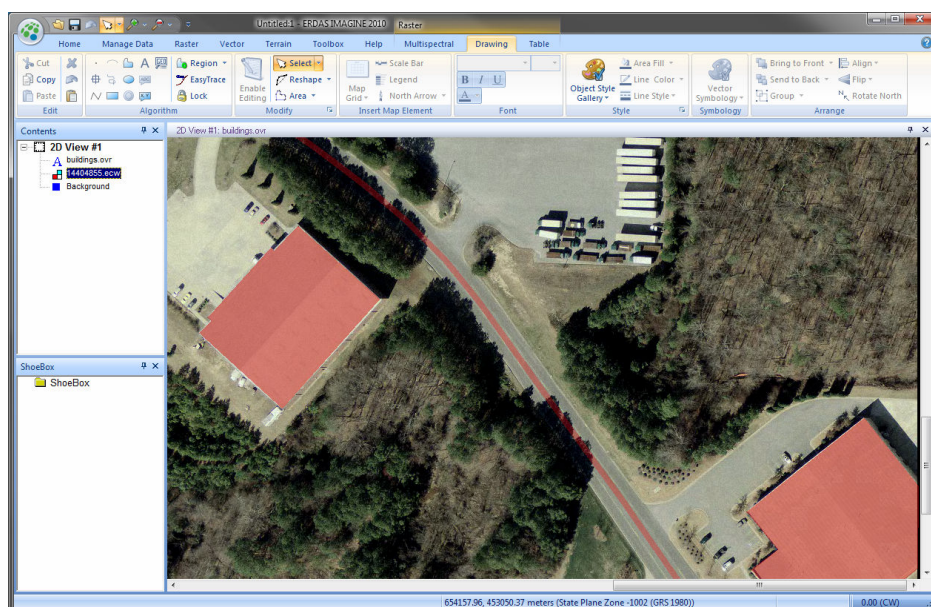 Untitled:1 - ERDAS IMAGINE 2010
Raster
Home Manage Data Raster Vector Terrain Toolbox Help Multispectral Drawing Table
Cut
Copy
Paste
Edit
A
Region
EasyTrace
Lock
Algorithm
Enable Editing
Select
Reshape
Area
Modify
Map Grid
Scale Bar
Legend
North Arrow
Insert Map Element
B I U
A
Font
Object Style Gallery
Area Fill
Line Color
Line Style
Style
Vector Symbology
Symbology
Bring to Front
Send to Back
Group
Align
Flip
Rotate North
Arrange
Contents
2D View #1
A buildings.ovr
14404855.ecw
Background
ShoeBox
ShoeBox
2D View #1: buildings.ovr
654157.96, 453050.37 meters (State Plane Zone -1002 (GRS 1980))
0.00 (CW)